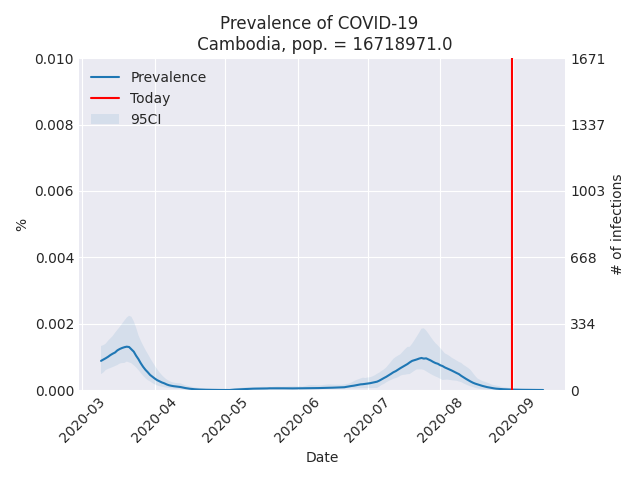 Prevalence of COVID-19
Cambodia, pop. = 16718971.0
Prevalence
Today
95CI
0.010
0.008
0.006
0.004
0.002
0.000
%
1671
1337
1003
668
334
0
# of infections
2020-03
2020-04
2020-05
2020-06
2020-07
2020-08
2020-09
Date